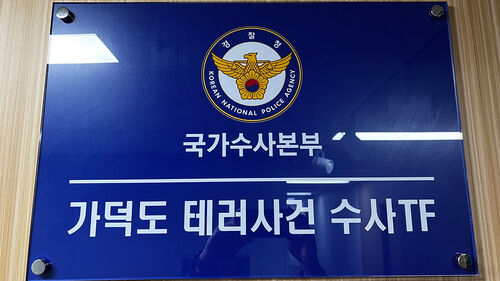 경찰청
KOREAN NATIONAL POLICE AGENCY
국가수사본부
가덕도 테러사건 수사TF